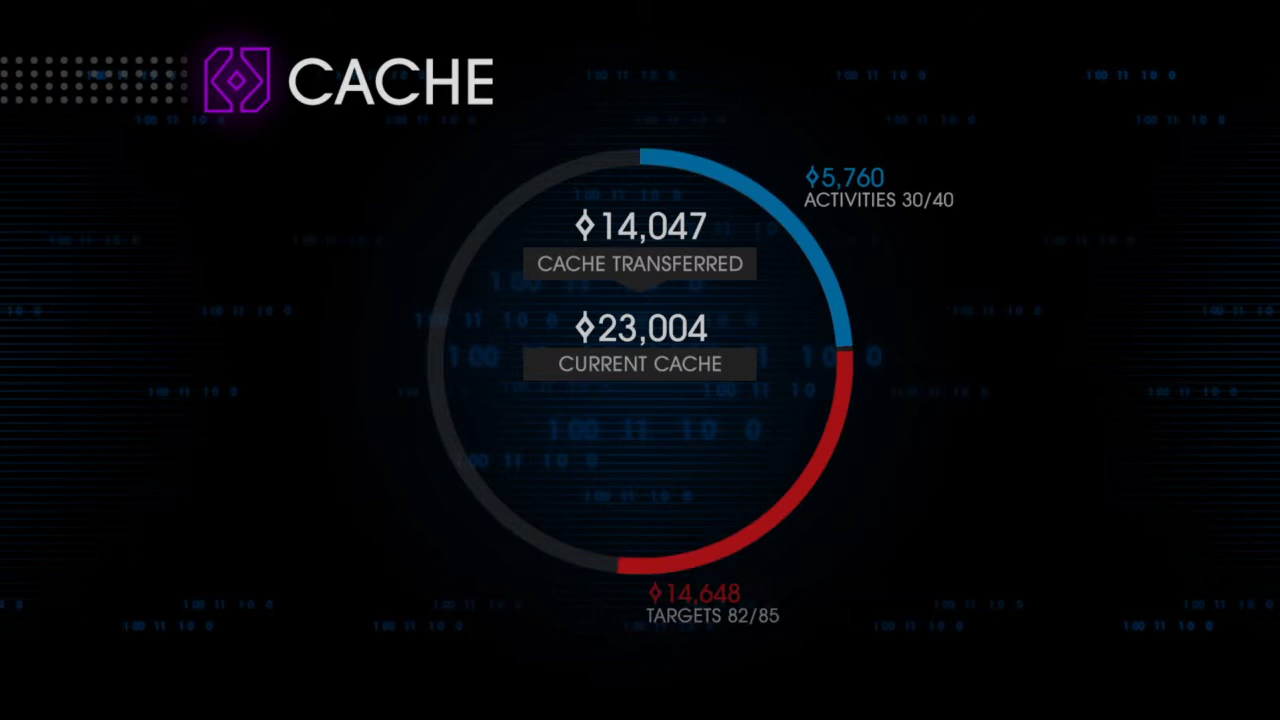 CACHE
5,760
ACTIVITIES 30/40
14,047
CACHE TRANSFERRED
23,004
CURRENT CACHE
14,648
TARGETS 82/85